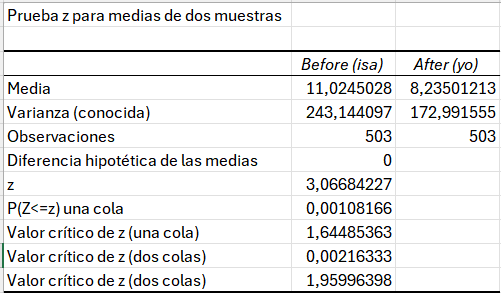 Prueba z para medias de dos muestras
Before (isa) After (yo)
Media 11,0245028 8,23501213
Varianza (conocida) 243,144097 172,991555
Observaciones 503 503
Diferencia hipotética de las medias 0
z 3,06684227
P(Z<=z) una cola 0,00108166
Valor crítico de z (una cola) 1,64485363
Valor crítico de z (dos colas) 0,00216333
Valor crítico de z (dos colas) 1,95996398